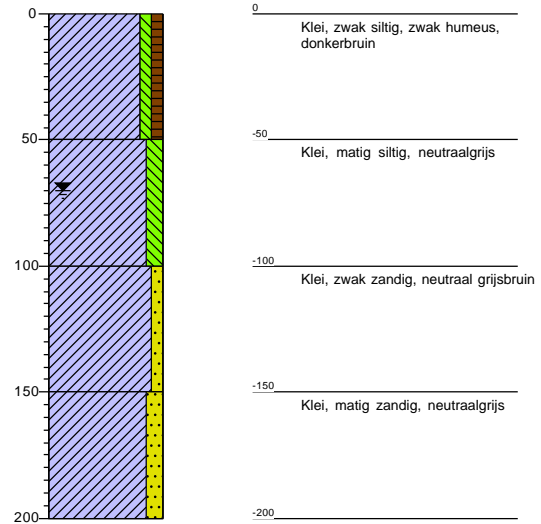 0
50
100
150
200
0
Klei, zwak siltig, zwak humeus,
donkerbruin
-50
Klei, matig siltig, neutraalgrijs
-100
Klei, zwak zandig, neutraal grijsbruin
-150
Klei, matig zandig, neutraalgrijs
-200